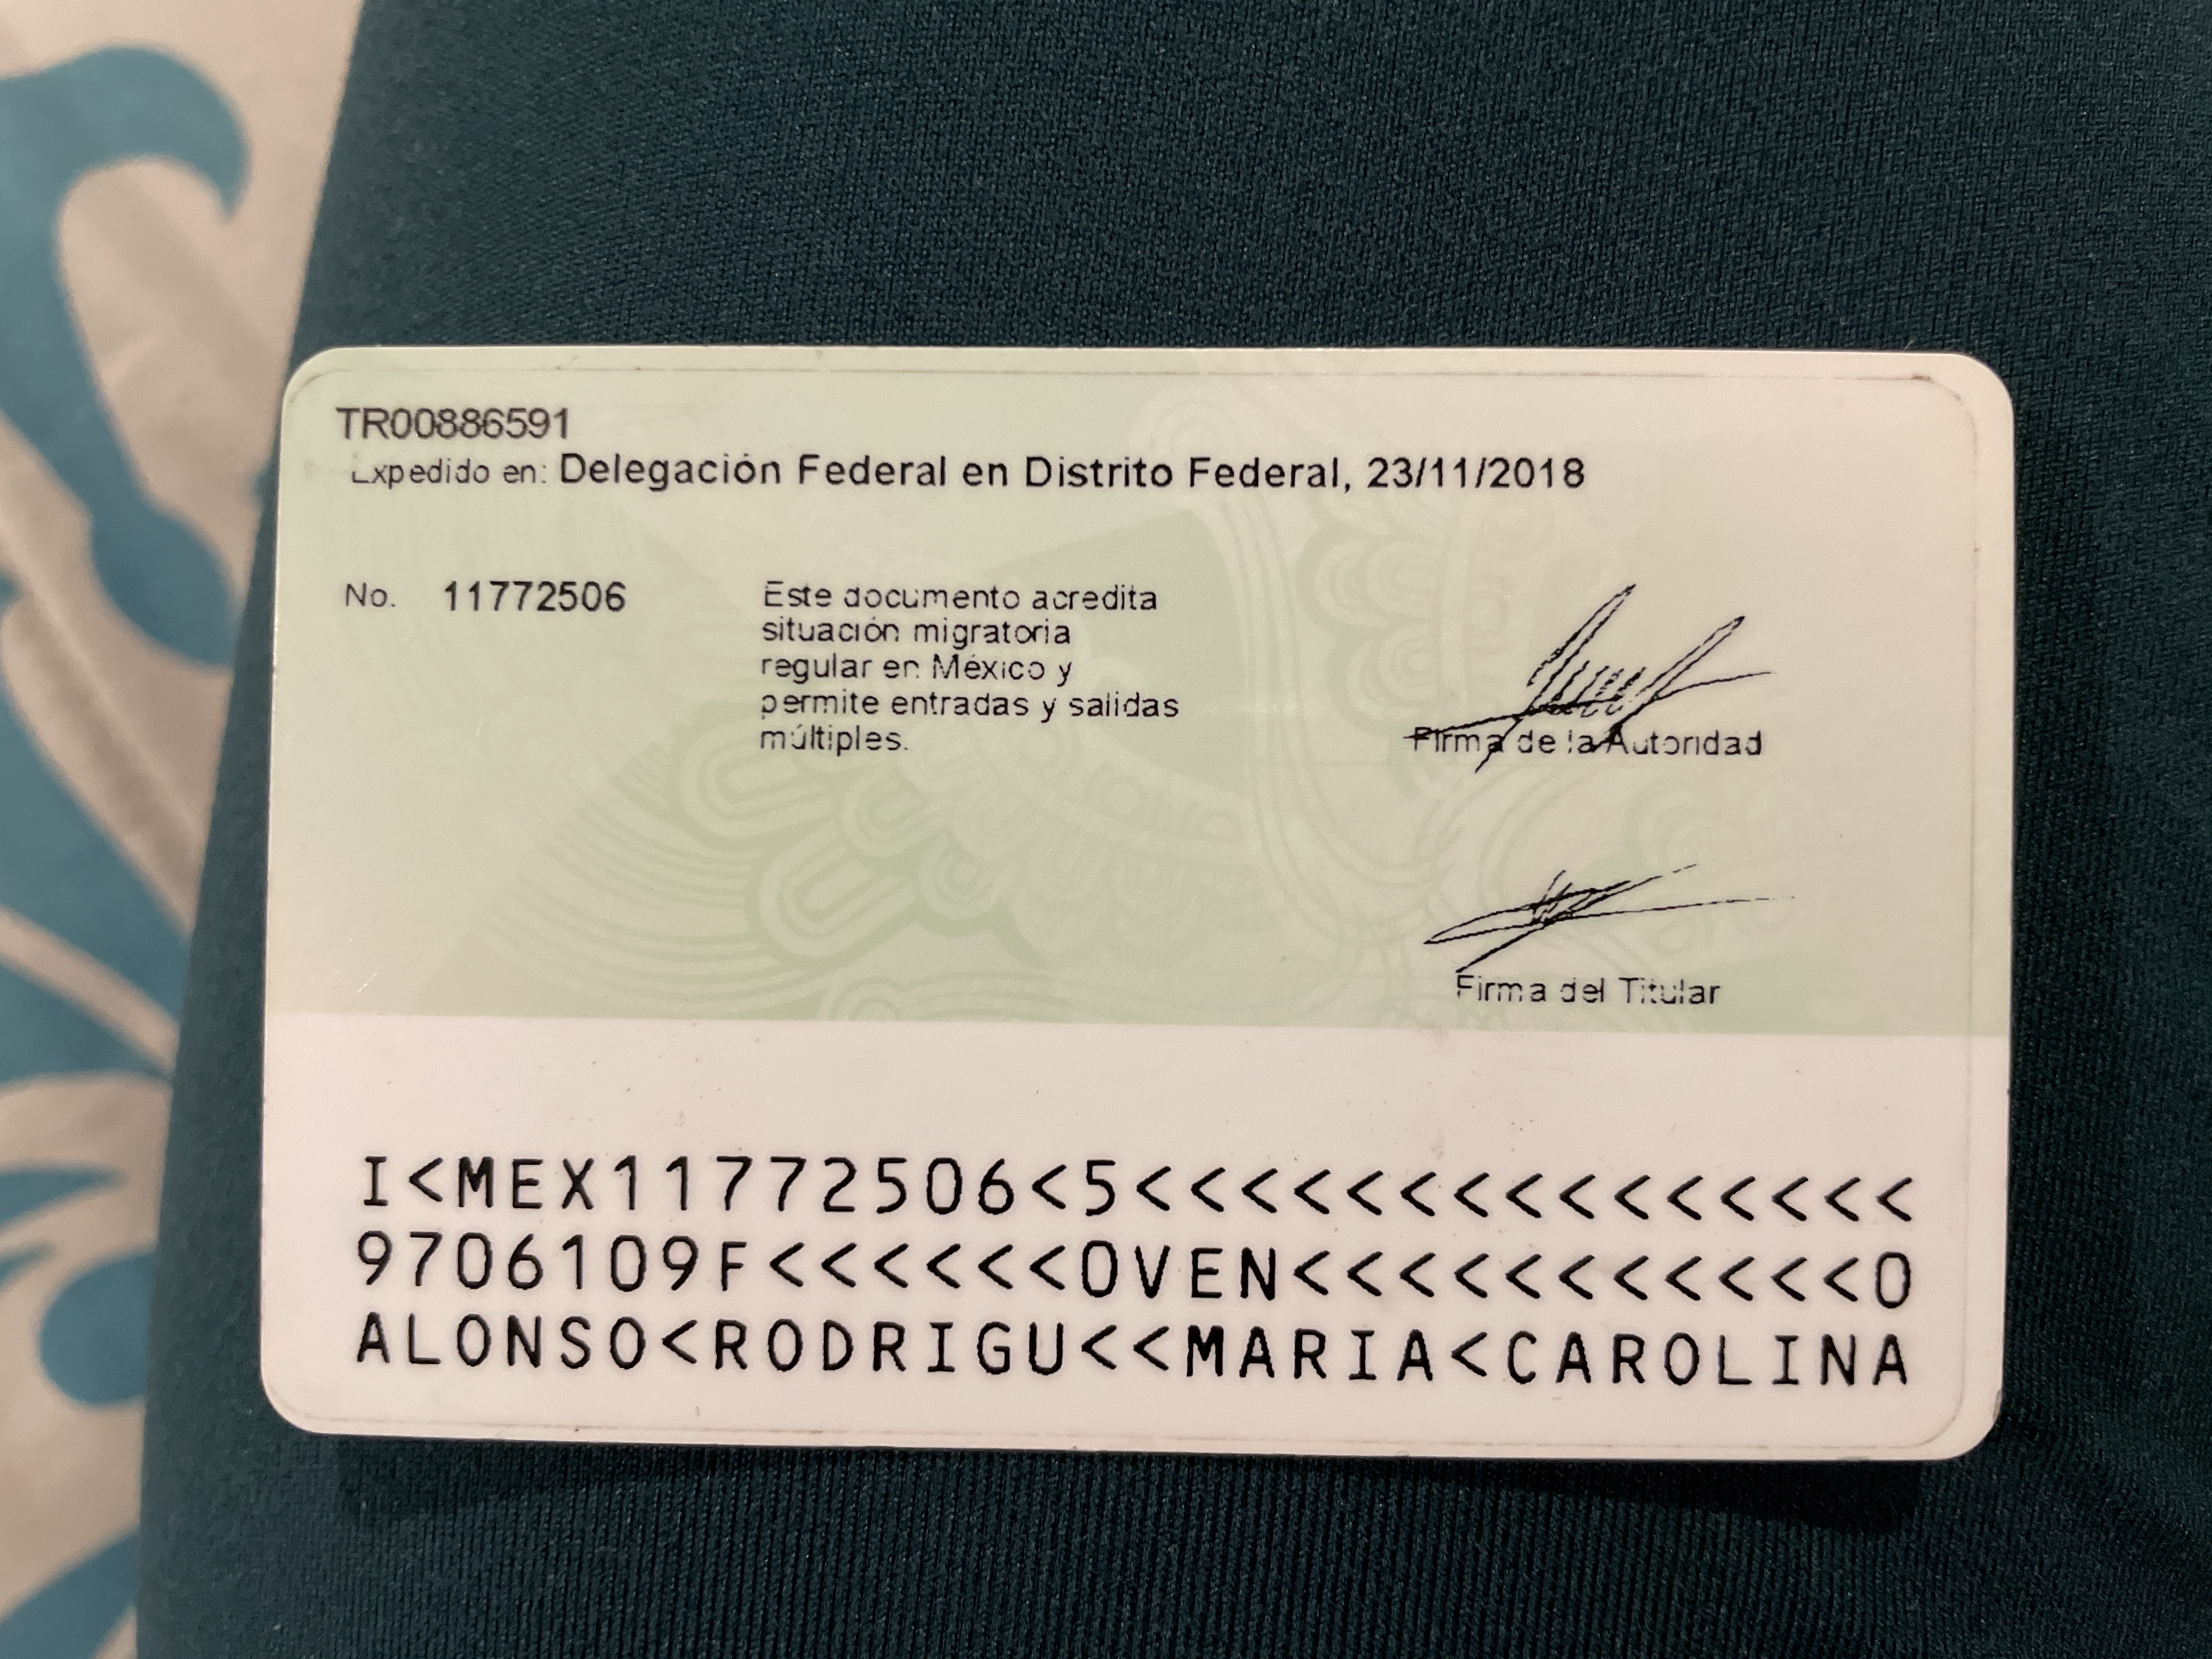 TR00886591
Expedido en: Delegación Federal en Distrito Federal, 23/11/2018
No. 11772506
Este documento acredita
situación migratoria
regular en México y
permite entradas y salidas
múltiples.
Firma de la Autoridad
Firma del Titular
I<MEX11772506<5<<<<<<<<<<<<<<<
9706109F<<<<<<OVEN<<<<<<<<<<<0
ALONSO<RODRIGU<<MARIA<CAROLINA